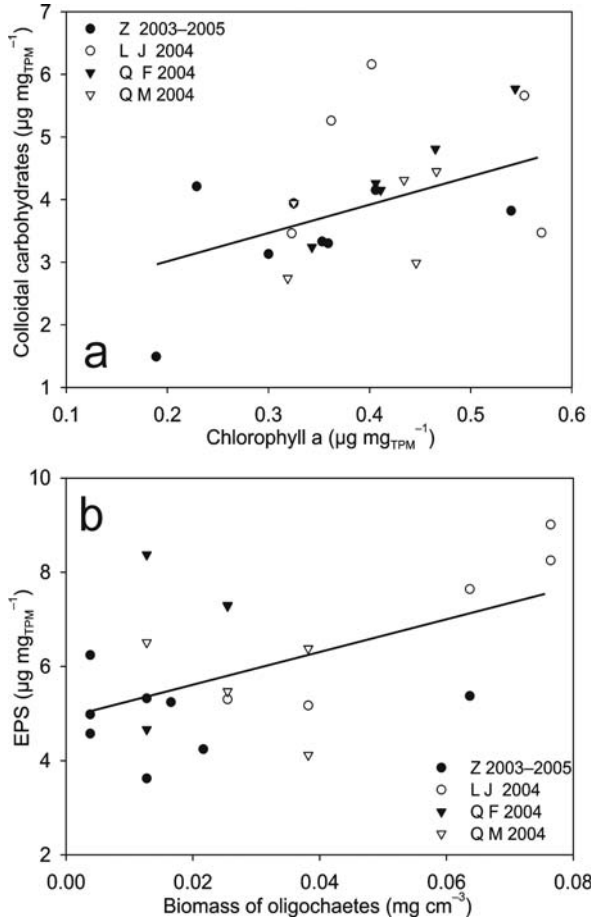 7
6
5
4
3
2
1
Colloidal carbohydrates (µg mg_TPM⁻¹)
Z 2003–2005
L J 2004
Q F 2004
Q M 2004
a
0.1 0.2 0.3 0.4 0.5 0.6
Chlorophyll a (µg mg_TPM⁻¹)
10
8
6
4
2
EPS (µg mg_TPM⁻¹)
b
Z 2003–2005
L J 2004
Q F 2004
Q M 2004
0.00 0.02 0.04 0.06 0.08
Biomass of oligochaetes (mg cm⁻³)